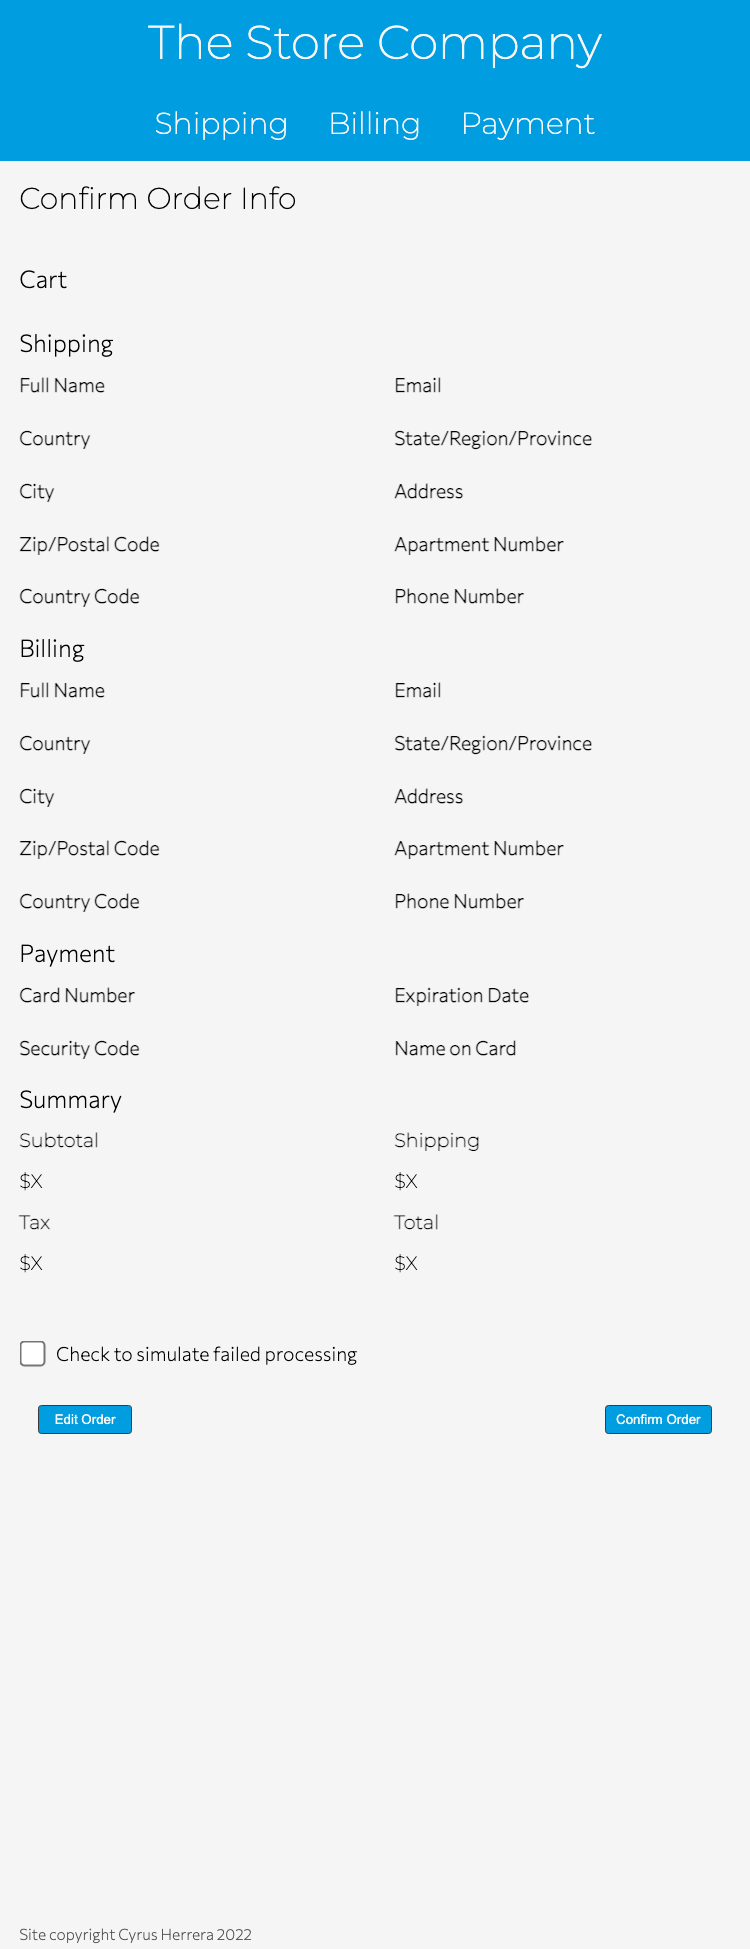 The Store Company
Shipping Billing Payment
Confirm Order Info
Cart
Shipping
Full Name Email
Country State/Region/Province
City Address
Zip/Postal Code Apartment Number
Country Code Phone Number
Billing
Full Name Email
Country State/Region/Province
City Address
Zip/Postal Code Apartment Number
Country Code Phone Number
Payment
Card Number Expiration Date
Security Code Name on Card
Summary
Subtotal Shipping
$X $X
Tax Total
$X $X
Check to simulate failed processing
Edit Order Confirm Order
Site copyright Cyrus Herrera 2022